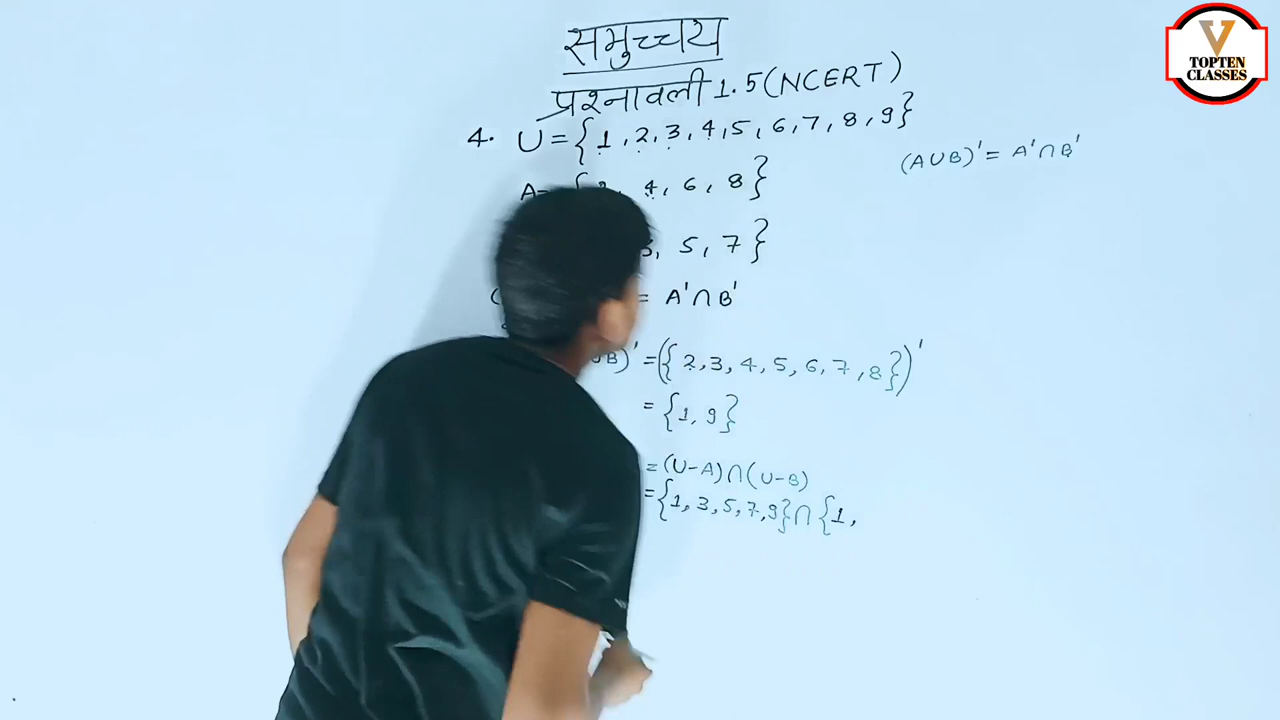 समुच्चय
प्रश्नावली 1.5 (NCERT)
4. U = {1, 2, 3, 4, 5, 6, 7, 8, 9}
(A∪B)' = A'∩B'
A = { 2, 4, 6, 8}
3, 5, 7}
( = A'∩B'
∪B)' = ({2, 3, 4, 5, 6, 7, 8})'
= {1, 9}
= (U-A)∩(U-B)
= {1, 3, 5, 7, 9}∩{1,
V
TOPTEN
CLASSES